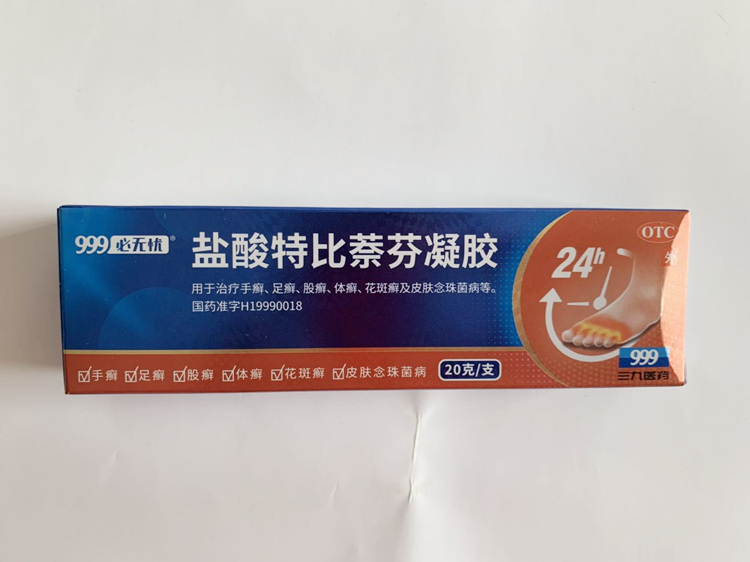 999必无忧®
盐酸特比萘芬凝胶
用于治疗手癣、足癣、股癣、体癣、花斑癣及皮肤念珠菌病等。
国药准字H19990018
OTC
外
24h
☑手癣 ☑足癣 ☑股癣 ☑体癣 ☑花斑癣 ☑皮肤念珠菌病
20克/支
999
三九医药